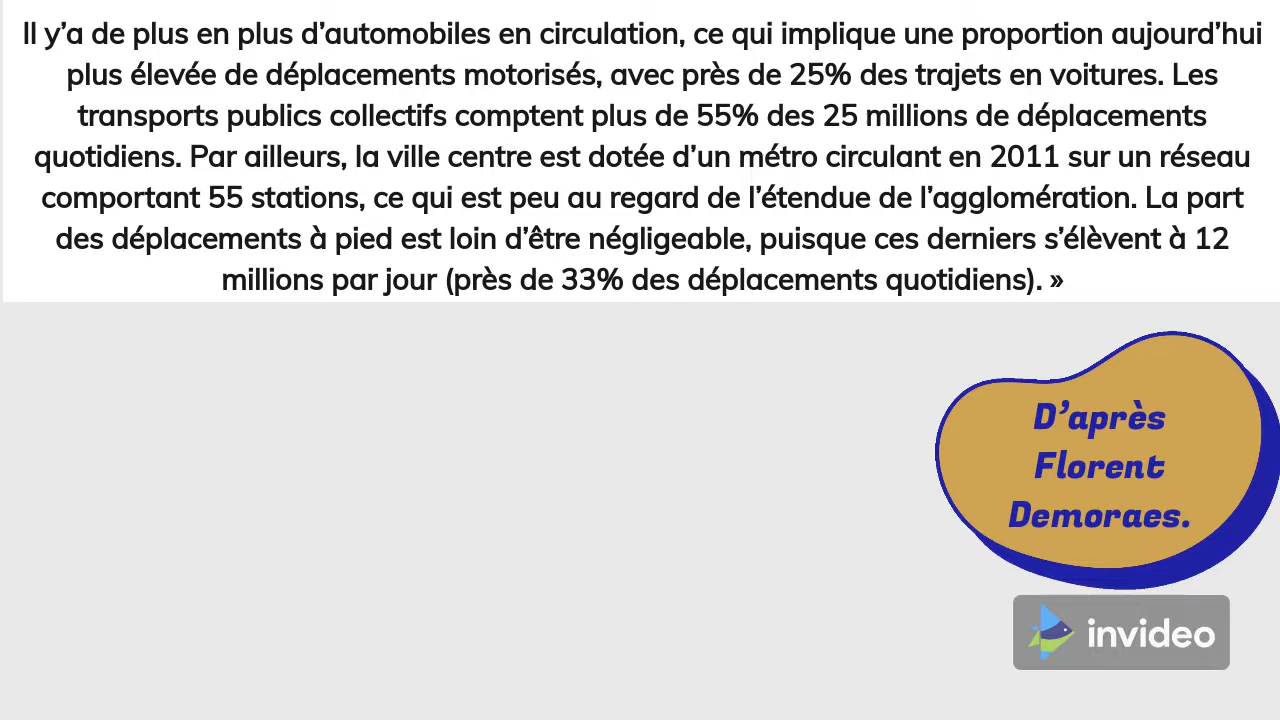 Il y’a de plus en plus d’automobiles en circulation, ce qui implique une proportion aujourd’hui
plus élevée de déplacements motorisés, avec près de 25% des trajets en voitures. Les
transports publics collectifs comptent plus de 55% des 25 millions de déplacements
quotidiens. Par ailleurs, la ville centre est dotée d’un métro circulant en 2011 sur un réseau
comportant 55 stations, ce qui est peu au regard de l’étendue de l’agglomération. La part
des déplacements à pied est loin d’être négligeable, puisque ces derniers s’élèvent à 12
millions par jour (près de 33% des déplacements quotidiens). »
D’après
Florent
Demoraes.
invideo